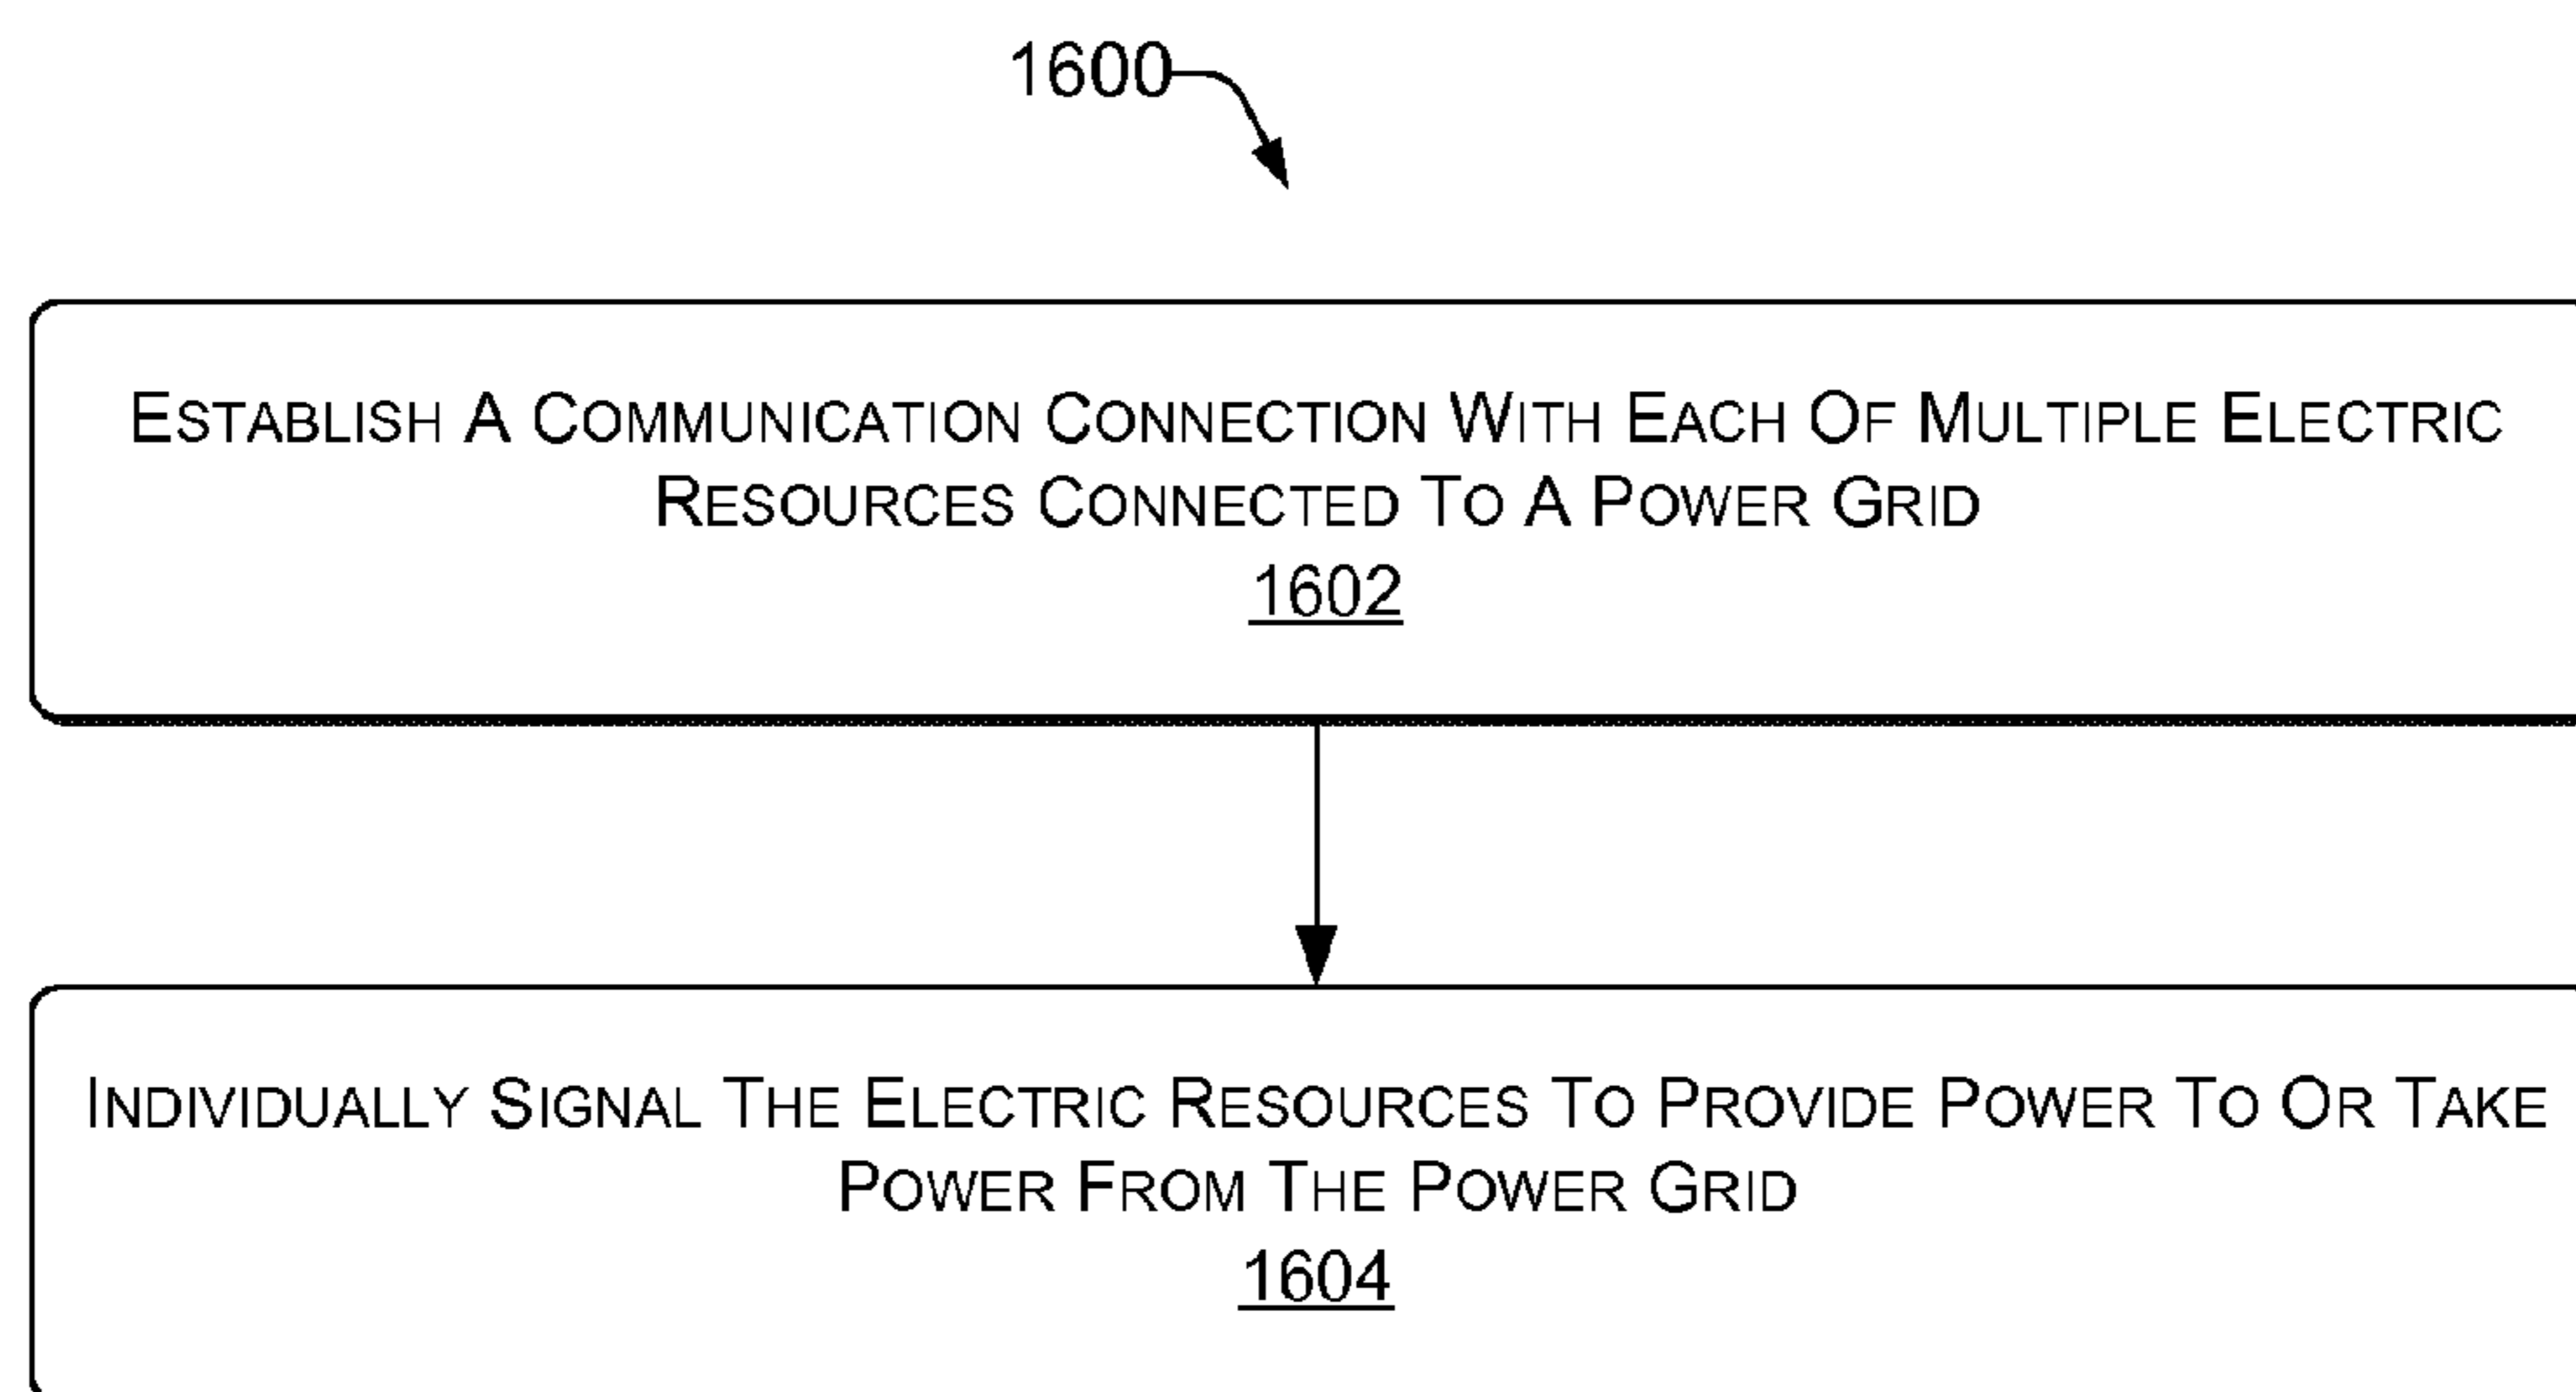 1600
ESTABLISH A COMMUNICATION CONNECTION WITH EACH OF MULTIPLE ELECTRIC
RESOURCES CONNECTED TO A POWER GRID
1602
INDIVIDUALLY SIGNAL THE ELECTRIC RESOURCES TO PROVIDE POWER TO OR TAKE
POWER FROM THE POWER GRID
1604